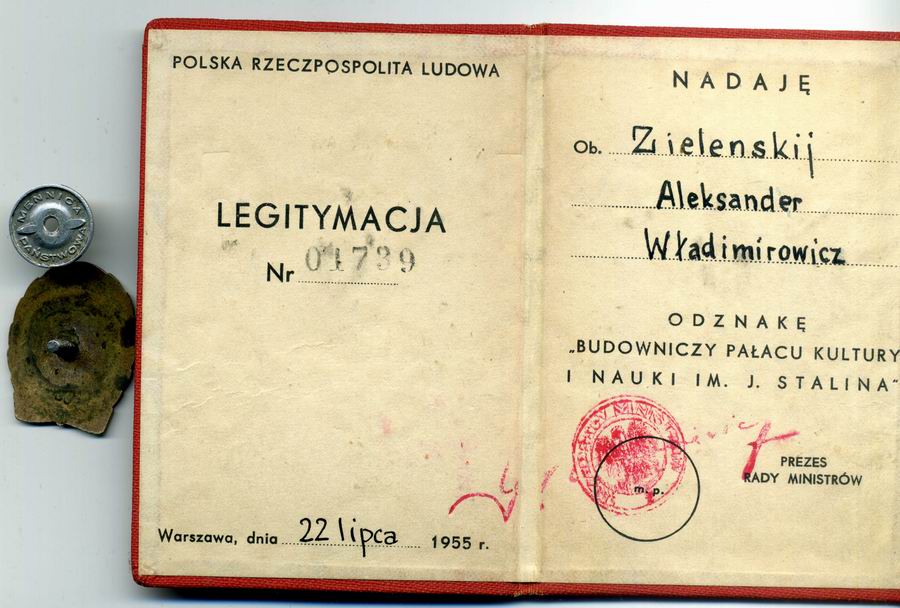 MENNICA
PAŃSTWOWA
POLSKA RZECZPOSPOLITA LUDOWA
LEGITYMACJA
Nr 01739
Warszawa, dnia 22 lipca 1955 r.
NADAJĘ
Ob. Zielenskij
Aleksander
Władimirowicz
ODZNAKĘ
„BUDOWNICZY PAŁACU KULTURY
I NAUKI IM. J. STALINA"
m. p.
PREZES
RADY MINISTRÓW